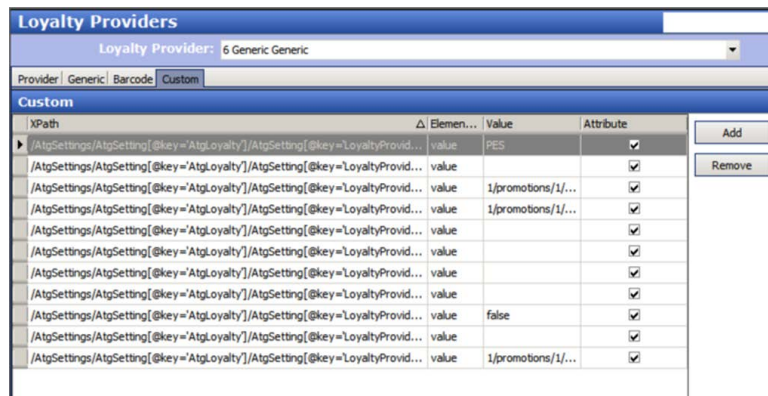 Loyalty Providers
Loyalty Provider: 6 Generic Generic
Provider Generic Barcode Custom
Custom
XPath Elemen... Value Attribute
Add
/AtgSettings/AtgSetting[@key='AtgLoyalty']/AtgSetting[@key='LoyaltyProvid... value PES
/AtgSettings/AtgSetting[@key='AtgLoyalty']/AtgSetting[@key='LoyaltyProvid... value
Remove
/AtgSettings/AtgSetting[@key='AtgLoyalty']/AtgSetting[@key='LoyaltyProvid... value 1/promotions/1/...
/AtgSettings/AtgSetting[@key='AtgLoyalty']/AtgSetting[@key='LoyaltyProvid... value 1/promotions/1/...
/AtgSettings/AtgSetting[@key='AtgLoyalty']/AtgSetting[@key='LoyaltyProvid... value
/AtgSettings/AtgSetting[@key='AtgLoyalty']/AtgSetting[@key='LoyaltyProvid... value
/AtgSettings/AtgSetting[@key='AtgLoyalty']/AtgSetting[@key='LoyaltyProvid... value
/AtgSettings/AtgSetting[@key='AtgLoyalty']/AtgSetting[@key='LoyaltyProvid... value
/AtgSettings/AtgSetting[@key='AtgLoyalty']/AtgSetting[@key='LoyaltyProvid... value false
/AtgSettings/AtgSetting[@key='AtgLoyalty']/AtgSetting[@key='LoyaltyProvid... value
/AtgSettings/AtgSetting[@key='AtgLoyalty']/AtgSetting[@key='LoyaltyProvid... value 1/promotions/1/...